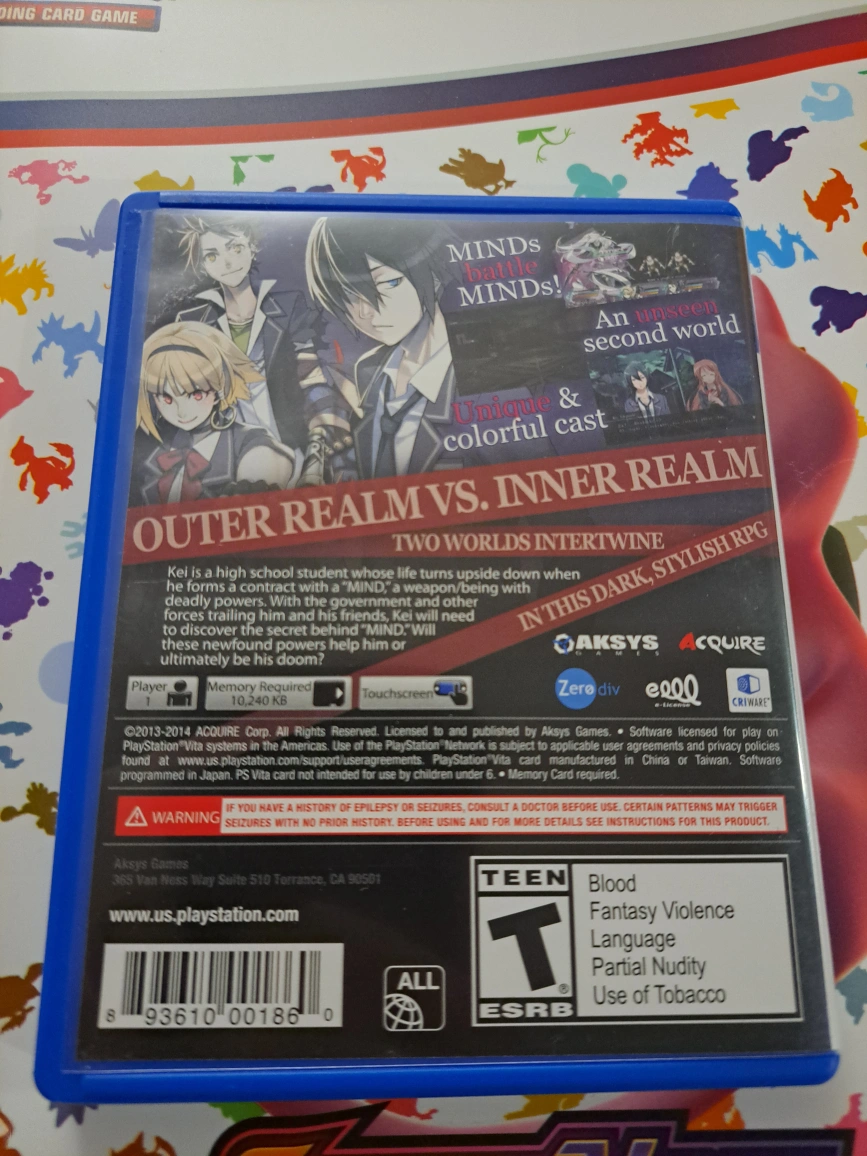 DING CARD GAME
MINDs
battle
MINDs!
An unseen
second world
Unique &
colorful cast
OUTER REALM VS. INNER REALM
TWO WORLDS INTERTWINE
IN THIS DARK, STYLISH RPG
Kei is a high school student whose life turns upside down when
he forms a contract with a "MIND," a weapon/being with
deadly powers. With the government and other
forces trailing him and his friends, Kei will need
to discover the secret behind "MIND." Will
these newfound powers help him or
ultimately be his doom?
AKSYS
GAMES
ACQUIRE
Player
1
Memory Required
10,240 KB
Touchscreen
Zero div
e-License
CRIWARE™
©2013-2014 ACQUIRE Corp. All Rights Reserved. Licensed to and published by Aksys Games. • Software licensed for play on
PlayStation®Vita systems in the Americas. Use of the PlayStation®Network is subject to applicable user agreements and privacy policies
found at www.us.playstation.com/support/useragreements. PlayStation®Vita card manufactured in China or Taiwan. Software
programmed in Japan. PS Vita card not intended for use by children under 6. • Memory Card required.
WARNING
IF YOU HAVE A HISTORY OF EPILEPSY OR SEIZURES, CONSULT A DOCTOR BEFORE USE. CERTAIN PATTERNS MAY TRIGGER
SEIZURES WITH NO PRIOR HISTORY. BEFORE USING AND FOR MORE DETAILS SEE INSTRUCTIONS FOR THIS PRODUCT.
Aksys Games
365 Van Ness Way Suite 510 Torrance, CA 90501
www.us.playstation.com
8 93610 00186 0
ALL
TEEN
T
®
ESRB
Blood
Fantasy Violence
Language
Partial Nudity
Use of Tobacco